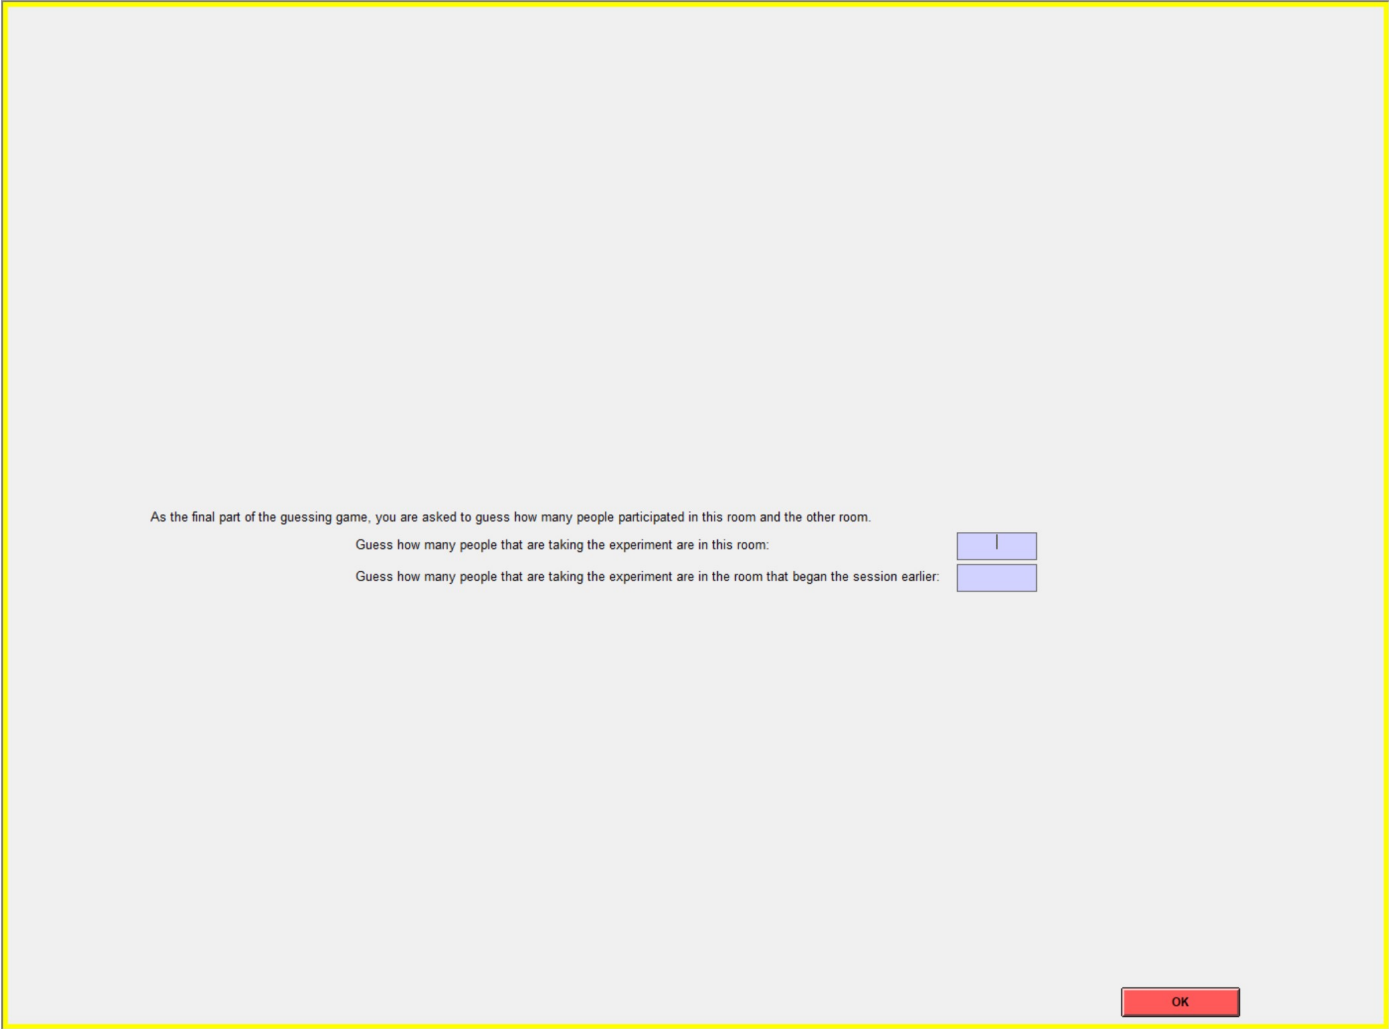 As the final part of the guessing game, you are asked to guess how many people participated in this room and the other room.
Guess how many people that are taking the experiment are in this room:
Guess how many people that are taking the experiment are in the room that began the session earlier:
OK